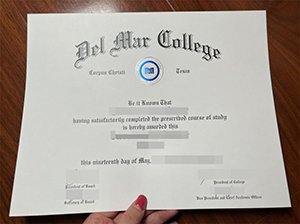 Del Mar College
Corpus Christi Texas
Be it Known That
having satisfactorily completed the prescribed course of study
is hereby awarded this
this nineteenth day of May,
President of Board
President of College
Secretary of Board
Vice President and Chief Academic Officer